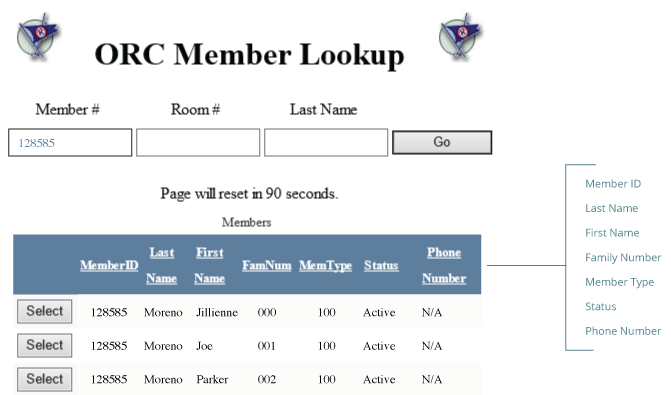 ORC Member Lookup
Member # Room # Last Name
128585 Go
Page will reset in 90 seconds.
Members
MemberID Last Name First Name FamNum MemType Status Phone Number
Select 128585 Moreno Jillienne 000 100 Active N/A
Select 128585 Moreno Joe 001 100 Active N/A
Select 128585 Moreno Parker 002 100 Active N/A
Member ID
Last Name
First Name
Family Number
Member Type
Status
Phone Number